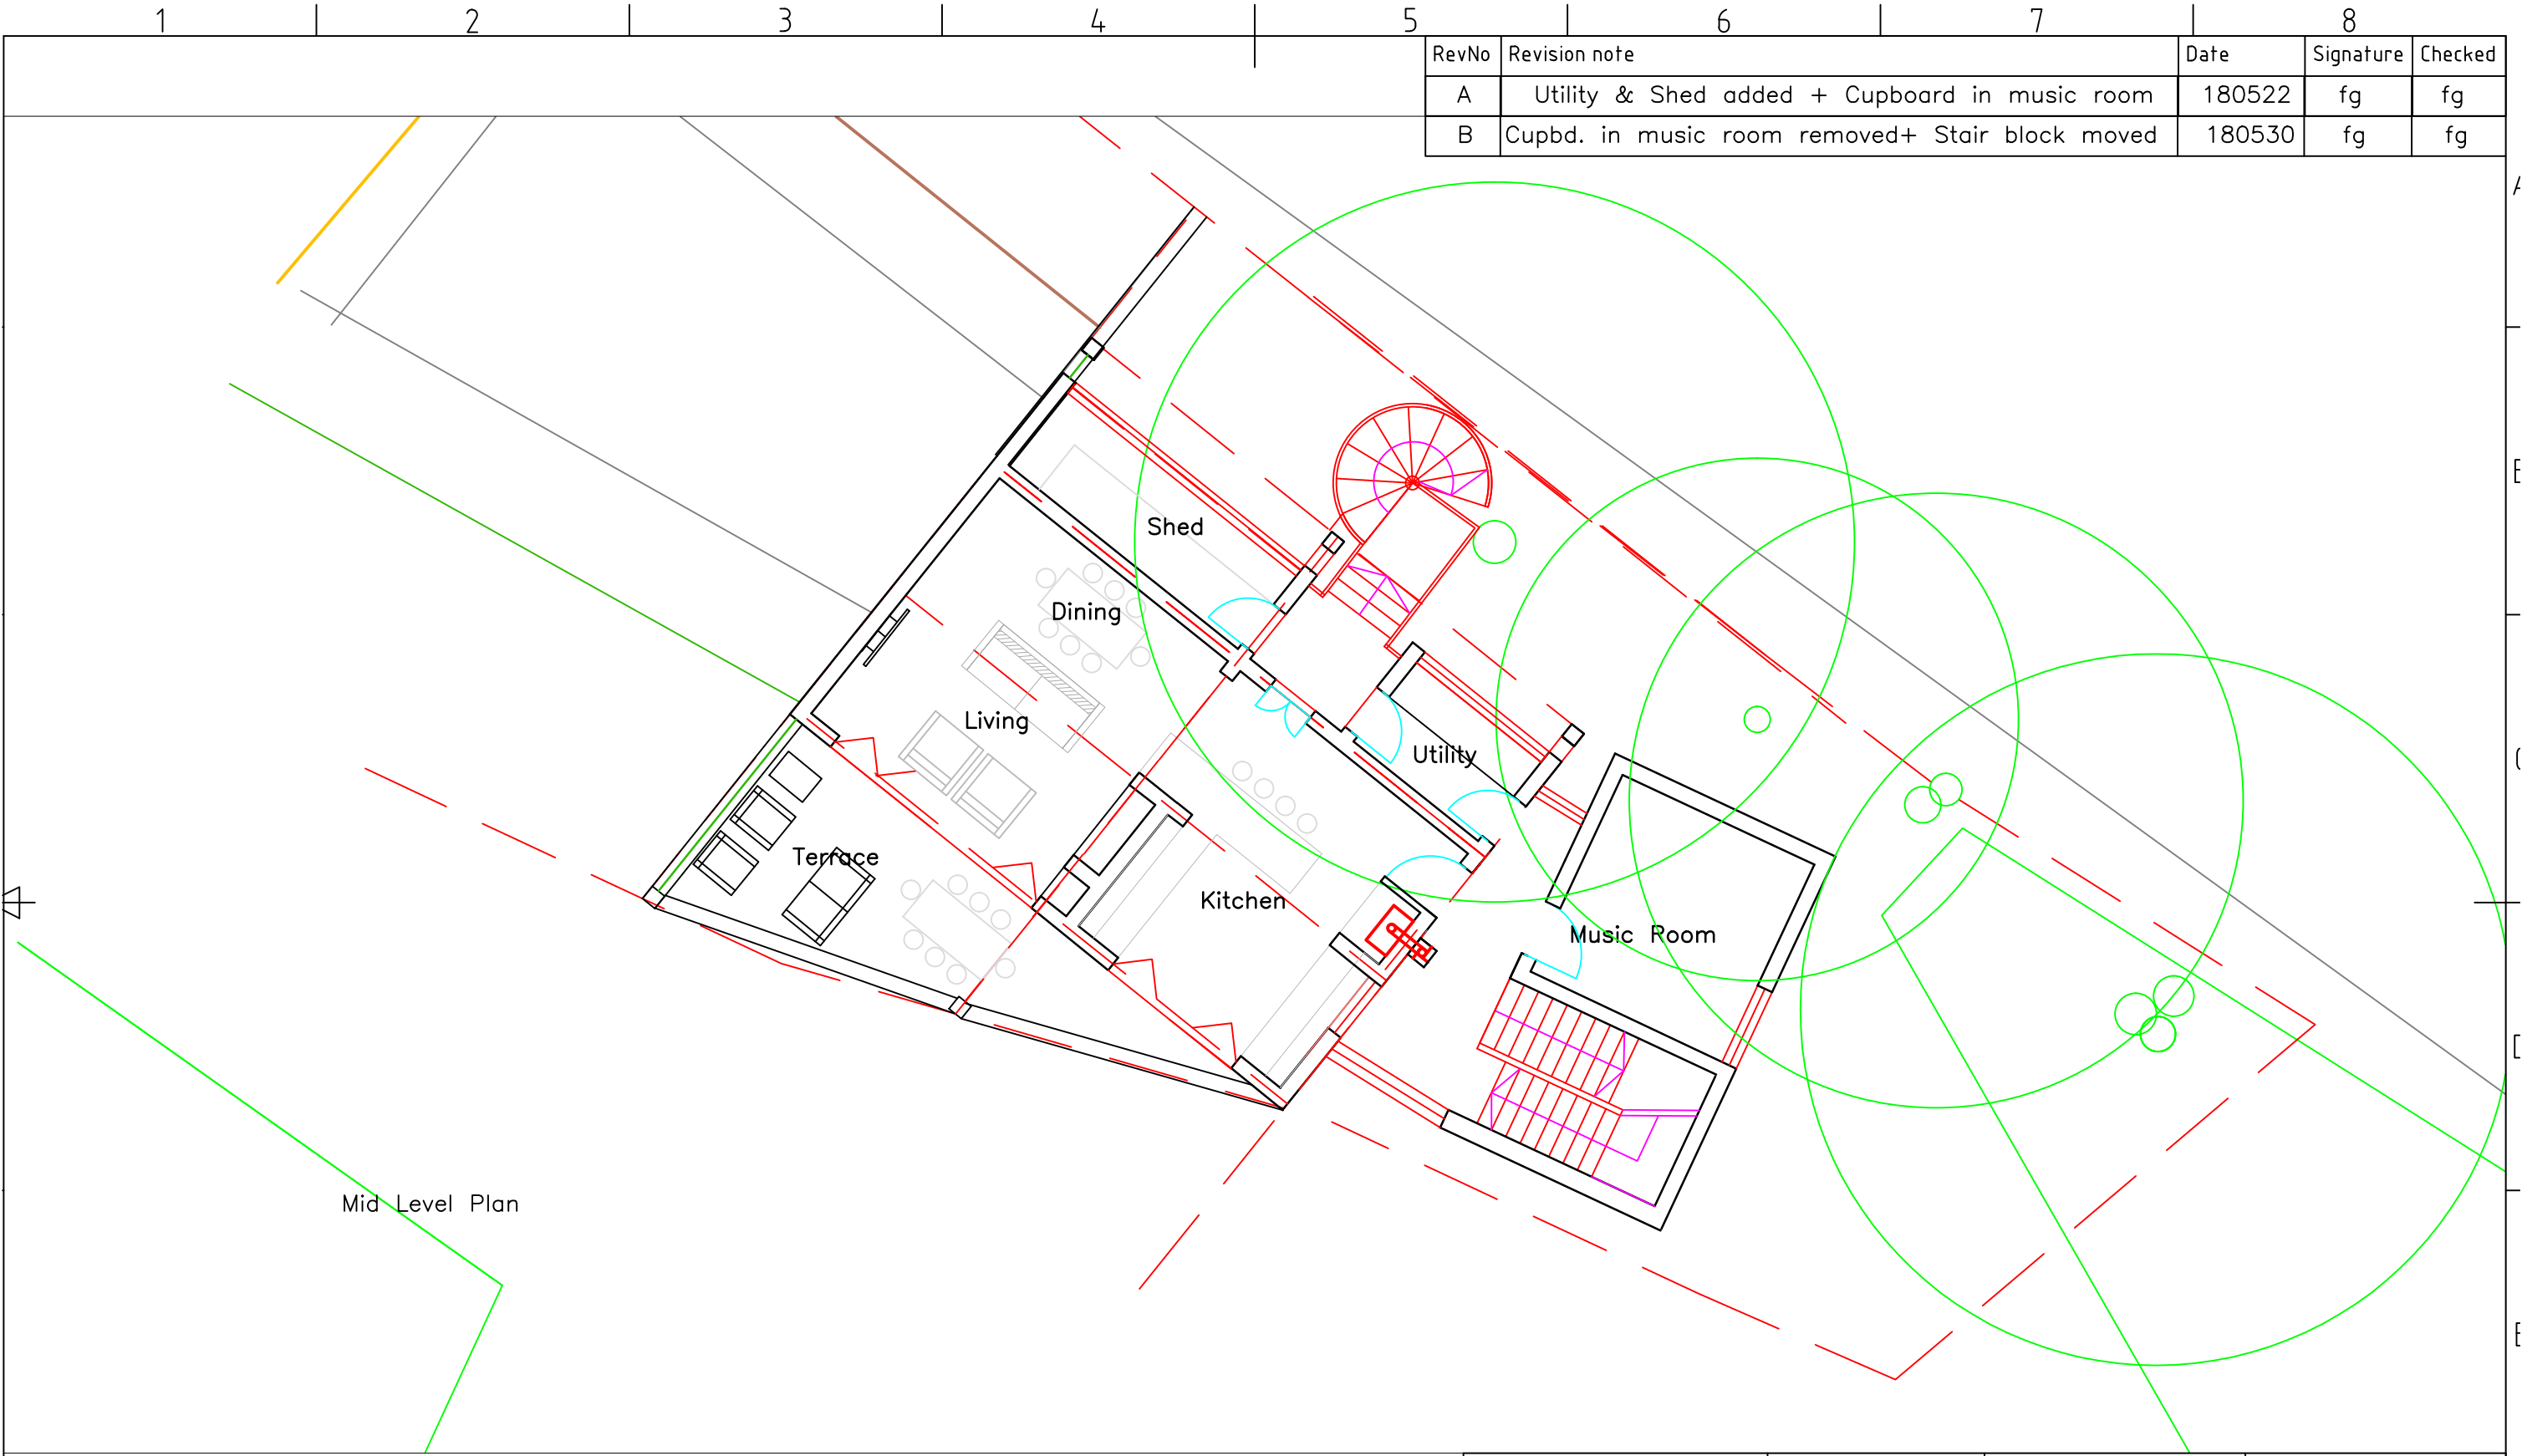 1 2 3 4 5 6 7 8
RevNo Revision note Date Signature Checked
A Utility & Shed added + Cupboard in music room 180522 fg fg
B Cupbd. in music room removed+ Stair block moved 180530 fg fg
Shed
Dining
Living
Utility
Terrace
Kitchen
Music Room
Mid Level Plan